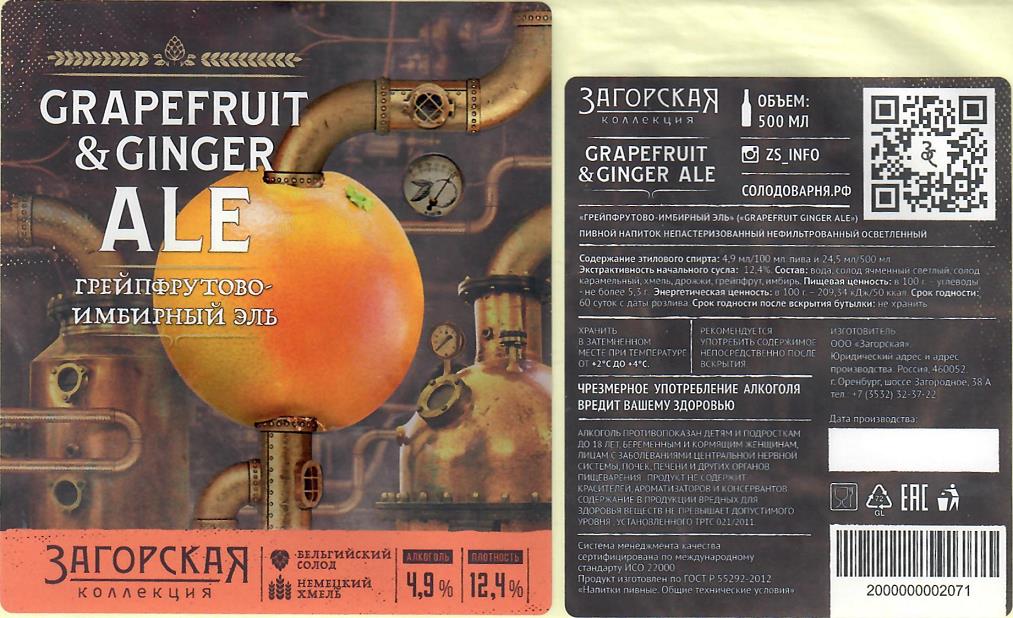 GRAPEFRUIT
& GINGER
ALE
ГРЕЙПФРУТОВО-
ИМБИРНЫЙ ЭЛЬ
ЗАГОРСКАЯ
КОЛЛЕКЦИЯ
БЕЛЬГИЙСКИЙ
СОЛОД
НЕМЕЦКИЙ
ХМЕЛЬ
АЛКОГОЛЬ
4,9 %
ПЛОТНОСТЬ
12,4 %
ЗАГОРСКАЯ
КОЛЛЕКЦИЯ
ОБЪЕМ:
500 МЛ
GRAPEFRUIT
& GINGER ALE
ZS_INFO
СОЛОДОВАРНЯ.РФ
«ГРЕЙПФРУТОВО-ИМБИРНЫЙ ЭЛЬ» («GRAPEFRUIT GINGER ALE»)
ПИВНОЙ НАПИТОК НЕПАСТЕРИЗОВАННЫЙ НЕФИЛЬТРОВАННЫЙ ОСВЕТЛЕННЫЙ
Содержание этилового спирта: 4,9 мл/100 мл. пива и 24,5 мл/500 мл.
Экстрактивность начального сусла: 12,4%. Состав: вода, солод ячменный светлый, солод
карамельный, хмель, дрожжи, грейпфрут, имбирь. Пищевая ценность: в 100 г. - углеводы
- не более 5,3 г. Энергетическая ценность: в 100 г. – 209,34 кДж/50 ккал. Срок годности:
60 суток с даты розлива. Срок годности после вскрытия бутылки: не хранить
ХРАНИТЬ
В ЗАТЕМНЕННОМ
МЕСТЕ ПРИ ТЕМПЕРАТУРЕ
ОТ +2°С ДО +4°С.
РЕКОМЕНДУЕТСЯ
УПОТРЕБИТЬ СОДЕРЖИМОЕ
НЕПОСРЕДСТВЕННО ПОСЛЕ
ВСКРЫТИЯ
ИЗГОТОВИТЕЛЬ
ООО «Загорская».
Юридический адрес и адрес
производства: Россия, 460052,
г. Оренбург, шоссе Загородное, 38 А
тел.: +7 (3532) 32-37-22
ЧРЕЗМЕРНОЕ УПОТРЕБЛЕНИЕ АЛКОГОЛЯ
ВРЕДИТ ВАШЕМУ ЗДОРОВЬЮ
Дата производства:
АЛКОГОЛЬ ПРОТИВОПОКАЗАН ДЕТЯМ И ПОДРОСТКАМ
ДО 18 ЛЕТ, БЕРЕМЕННЫМ И КОРМЯЩИМ ЖЕНЩИНАМ,
ЛИЦАМ С ЗАБОЛЕВАНИЯМИ ЦЕНТРАЛЬНОЙ НЕРВНОЙ
СИСТЕМЫ, ПОЧЕК, ПЕЧЕНИ И ДРУГИХ ОРГАНОВ
ПИЩЕВАРЕНИЯ. ПРОДУКТ НЕ СОДЕРЖИТ
КРАСИТЕЛЕЙ, АРОМАТИЗАТОРОВ И КОНСЕРВАНТОВ
СОДЕРЖАНИЕ В ПРОДУКЦИИ ВРЕДНЫХ ДЛЯ
ЗДОРОВЬЯ ВЕЩЕСТВ НЕ ПРЕВЫШАЕТ ДОПУСТИМОГО
УРОВНЯ , УСТАНОВЛЕННОГО ТРТС 021/2011.
72
GL
EAC
Система менеджмента качества
сертифицирована по международному
стандарту ИСО 22000
Продукт изготовлен по ГОСТ Р 55292-2012
«Напитки пивные. Общие технические условия»
2000000002071